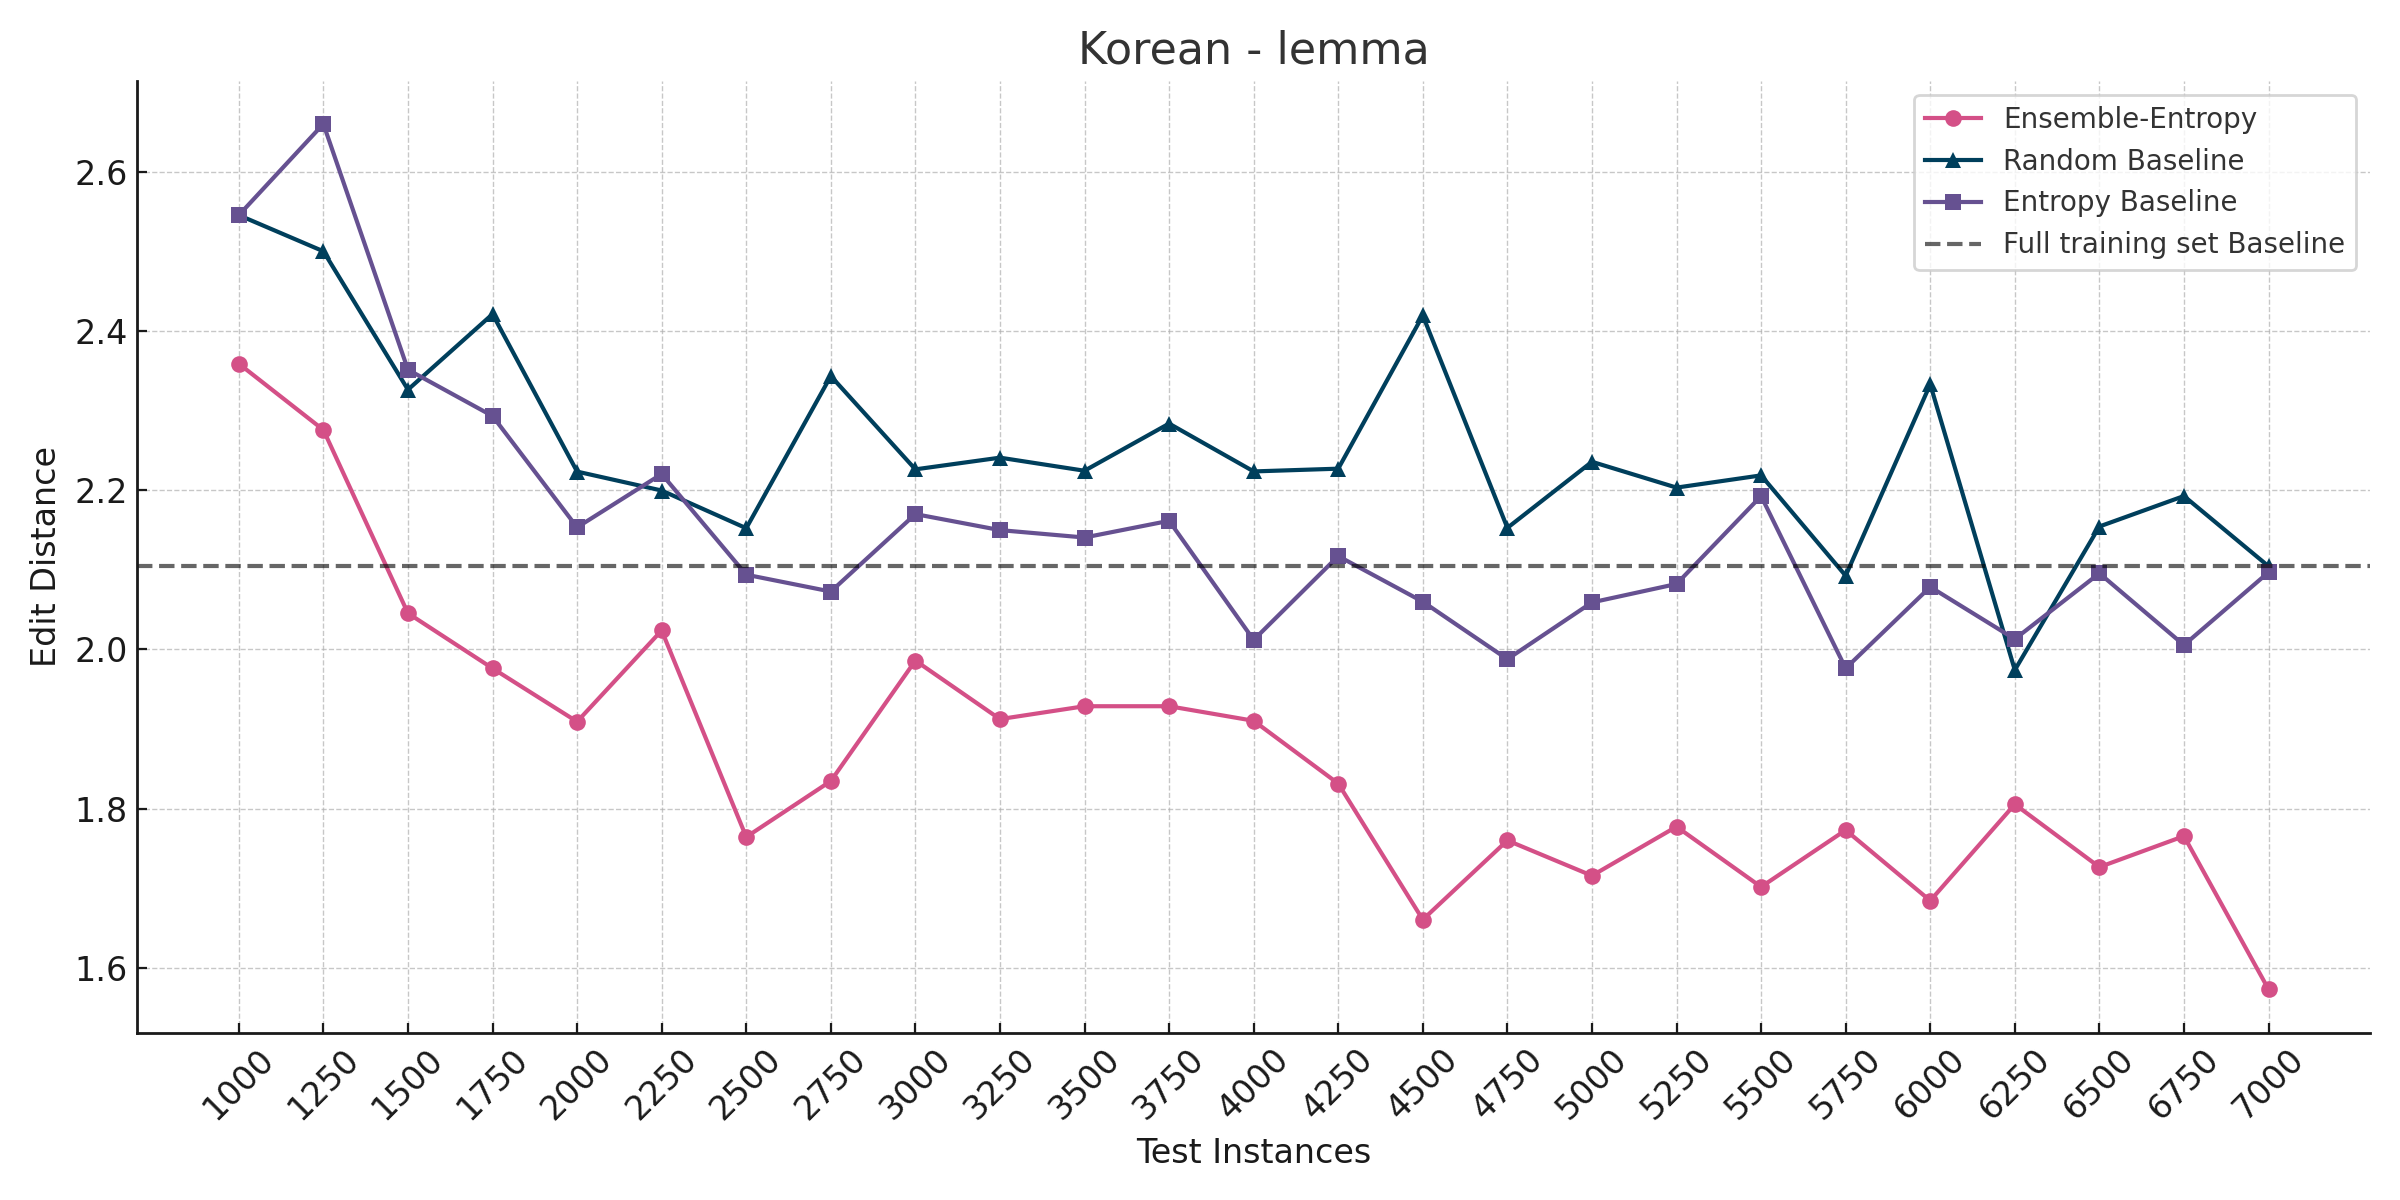 Korean - lemma
Ensemble-Entropy
Random Baseline
Entropy Baseline
Full training set Baseline
Edit Distance
2.6
2.4
2.2
2.0
1.8
1.6
1000 1250 1500 1750 2000 2250 2500 2750 3000 3250 3500 3750 4000 4250 4500 4750 5000 5250 5500 5750 6000 6250 6500 6750 7000
Test Instances